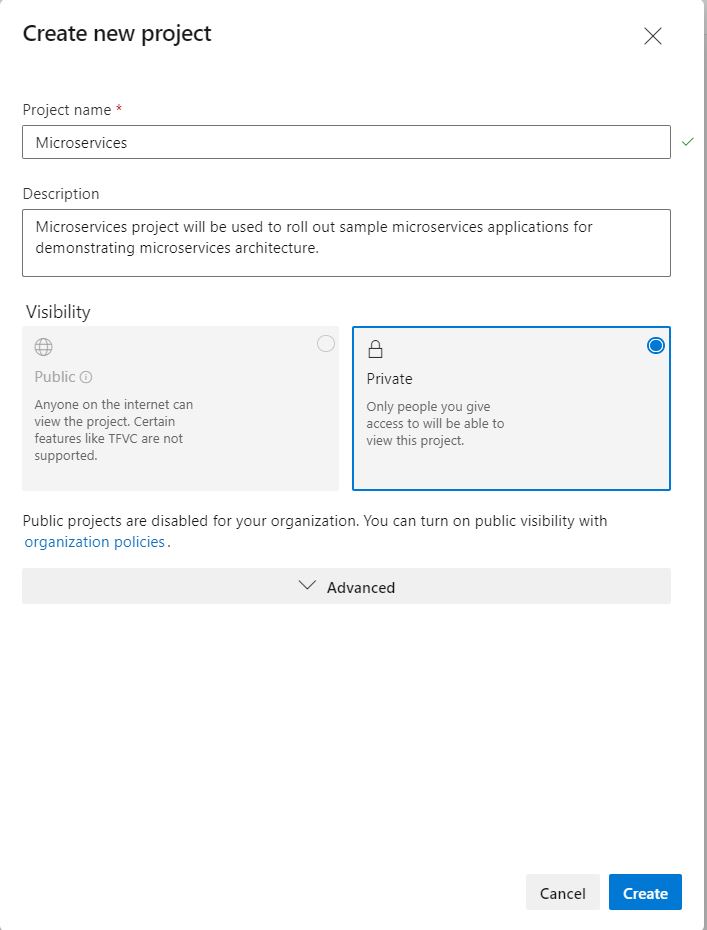 Create new project
Project name *
Microservices
Description
Microservices project will be used to roll out sample microservices applications for
demonstrating microservices architecture.
Visibility
Public
Anyone on the internet can
view the project. Certain
features like TFVC are not
supported.
Private
Only people you give
access to will be able to
view this project.
Public projects are disabled for your organization. You can turn on public visibility with
organization policies.
Advanced
Cancel
Create